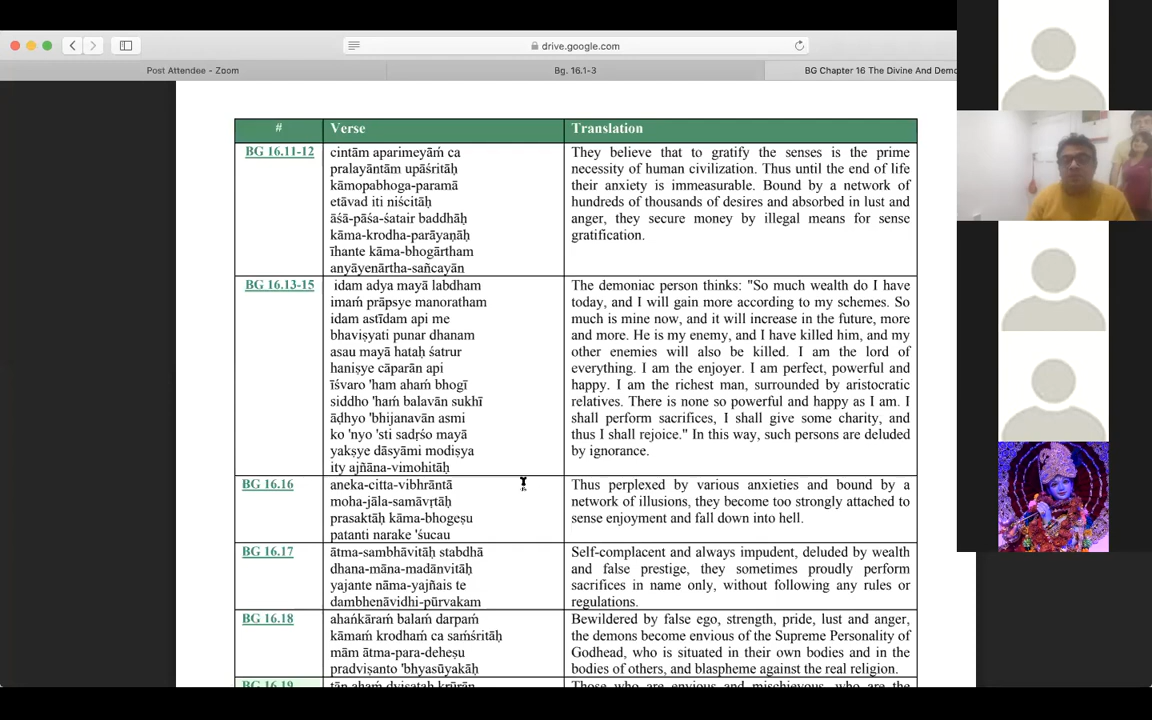 drive.google.com
Post Attendee - Zoom
Bg. 16.1-3
BG Chapter 16 The Divine And Demo
# Verse Translation
BG 16.11-12
cintām aparimeyāṁ ca
pralayāntām upāśritāḥ
kāmopabhoga-paramā
etāvad iti niścitāḥ
āśā-pāśa-śatair baddhāḥ
kāma-krodha-parāyaṇāḥ
īhante kāma-bhogārtham
anyāyenārtha-sañcayān
They believe that to gratify the senses is the prime
necessity of human civilization. Thus until the end of life
their anxiety is immeasurable. Bound by a network of
hundreds of thousands of desires and absorbed in lust and
anger, they secure money by illegal means for sense
gratification.
BG 16.13-15
idam adya mayā labdham
imaṁ prāpsye manoratham
idam astīdam api me
bhaviṣyati punar dhanam
asau mayā hataḥ śatrur
haniṣye cāparān api
īśvaro 'ham ahaṁ bhogī
siddho 'haṁ balavān sukhī
āḍhyo 'bhijanavān asmi
ko 'nyo 'sti sadṛśo mayā
yakṣye dāsyāmi modiṣya
ity ajñāna-vimohitāḥ
The demoniac person thinks: "So much wealth do I have
today, and I will gain more according to my schemes. So
much is mine now, and it will increase in the future, more
and more. He is my enemy, and I have killed him, and my
other enemies will also be killed. I am the lord of
everything. I am the enjoyer. I am perfect, powerful and
happy. I am the richest man, surrounded by aristocratic
relatives. There is none so powerful and happy as I am. I
shall perform sacrifices, I shall give some charity, and
thus I shall rejoice." In this way, such persons are deluded
by ignorance.
BG 16.16
aneka-citta-vibhrāntā
moha-jāla-samāvṛtāḥ
prasaktāḥ kāma-bhogeṣu
patanti narake 'śucau
Thus perplexed by various anxieties and bound by a
network of illusions, they become too strongly attached to
sense enjoyment and fall down into hell.
BG 16.17
ātma-sambhāvitāḥ stabdhā
dhana-māna-madānvitāḥ
yajante nāma-yajñais te
dambhenāvidhi-pūrvakam
Self-complacent and always impudent, deluded by wealth
and false prestige, they sometimes proudly perform
sacrifices in name only, without following any rules or
regulations.
BG 16.18
ahaṅkāraṁ balaṁ darpaṁ
kāmaṁ krodhaṁ ca saṁśritāḥ
mām ātma-para-deheṣu
pradviṣanto 'bhyasūyakāḥ
Bewildered by false ego, strength, pride, lust and anger,
the demons become envious of the Supreme Personality of
Godhead, who is situated in their own bodies and in the
bodies of others, and blaspheme against the real religion.
BG 16.19
tān ahaṁ dviṣataḥ krūrān
Those who are envious and mischievous, who are the